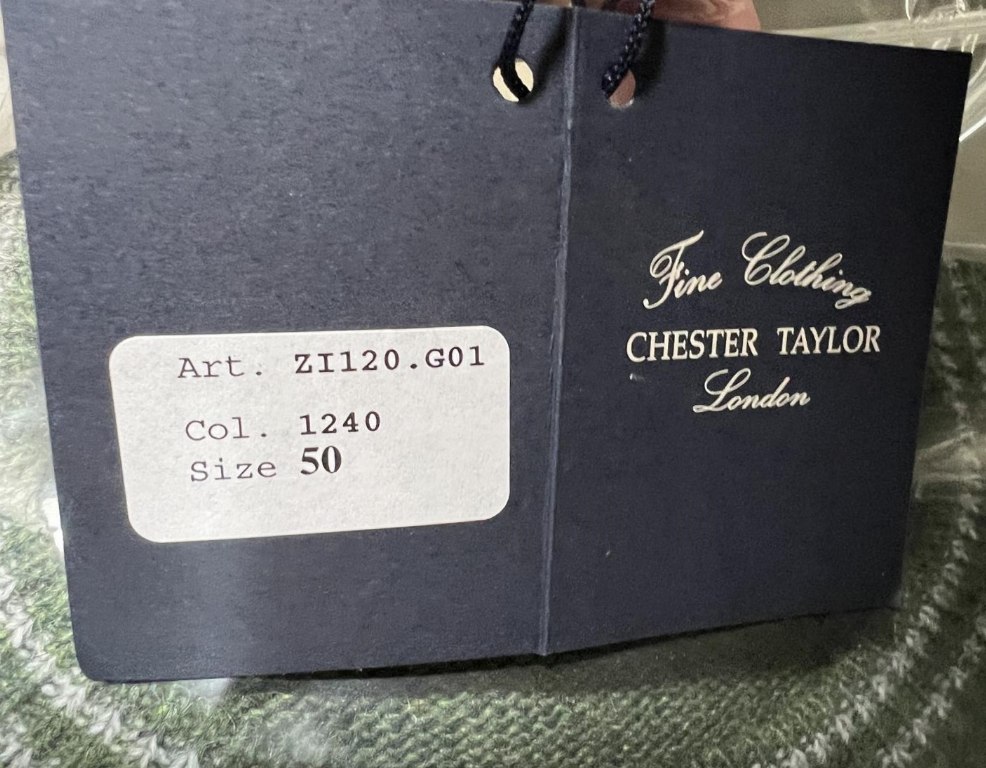 Art. ZI120.G01
Col. 1240
Size 50
Fine Clothing
CHESTER TAYLOR
London